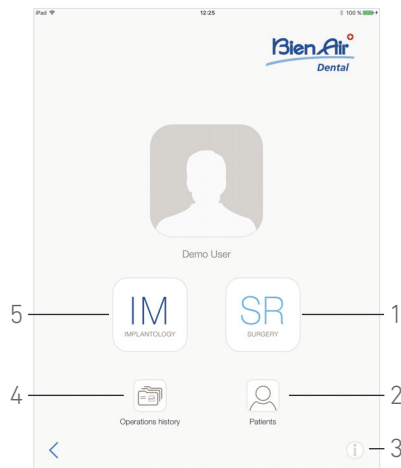 iPad 12:25 100 %
Bien Air
Dental
Demo User
5 IM SR 1
IMPLANTOLOGY SURGERY
4 2
Operations history Patients
i 3